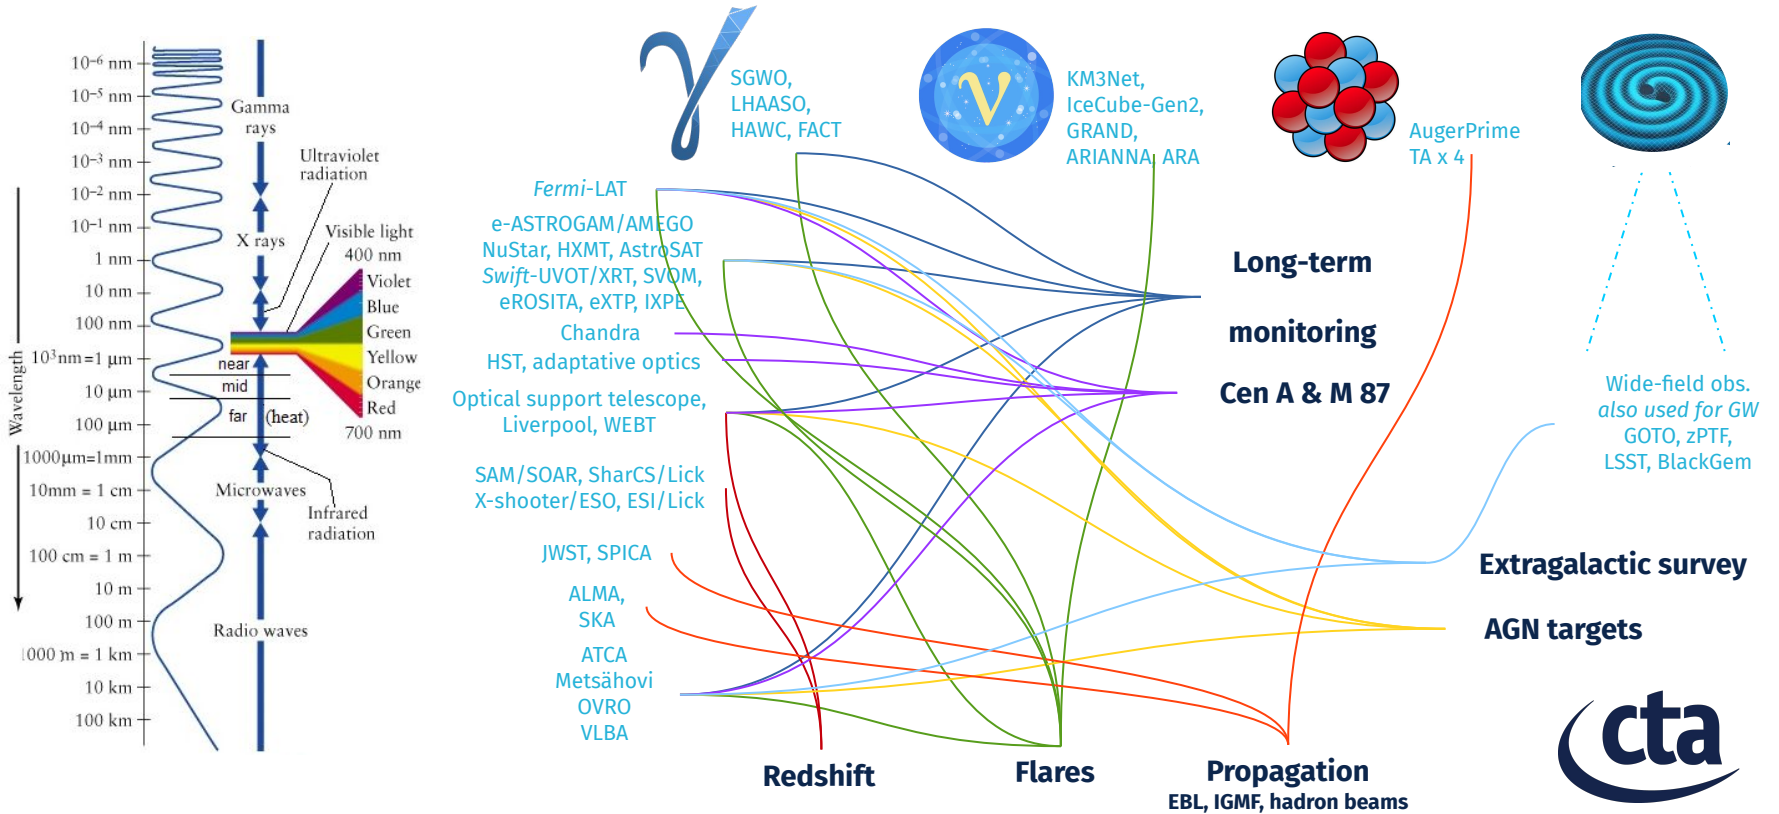 10⁻⁶ nm
10⁻⁵ nm
10⁻⁴ nm
10⁻³ nm
10⁻² nm
10⁻¹ nm
1 nm
10 nm
100 nm
10³nm=1 µm
10 µm
100 µm
1000µm=1mm
10mm = 1 cm
10 cm
100 cm = 1 m
10 m
100 m
1000 m = 1 km
10 km
100 km
Wavelength
Gamma
rays
X rays
Ultraviolet
radiation
Visible light
400 nm
Violet
Blue
Green
Yellow
Orange
Red
700 nm
near
mid
far
(heat)
Microwaves
Infrared
radiation
Radio waves
γ
SGWO,
LHAASO,
HAWC, FACT
ν
KM3Net,
IceCube-Gen2,
GRAND,
ARIANNA, ARA
AugerPrime
TA x 4
Fermi-LAT
e-ASTROGAM/AMEGO
NuStar, HXMT, AstroSAT
Swift-UVOT/XRT, SVOM,
eROSITA, eXTP, IXPE
Chandra
HST, adaptative optics
Optical support telescope,
Liverpool, WEBT
SAM/SOAR, SharCS/Lick
X-shooter/ESO, ESI/Lick
JWST, SPICA
ALMA,
SKA
ATCA
Metsähovi
OVRO
VLBA
Long-term
monitoring
Cen A & M 87
Wide-field obs.
also used for GW
GOTO, zPTF,
LSST, BlackGem
Extragalactic survey
AGN targets
Redshift
Flares
Propagation
EBL, IGMF, hadron beams
cta